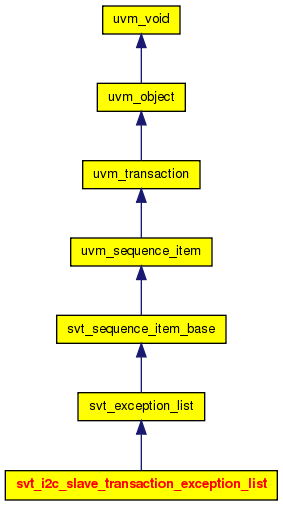 uvm_void
uvm_object
uvm_transaction
uvm_sequence_item
svt_sequence_item_base
svt_exception_list
svt_i2c_slave_transaction_exception_list